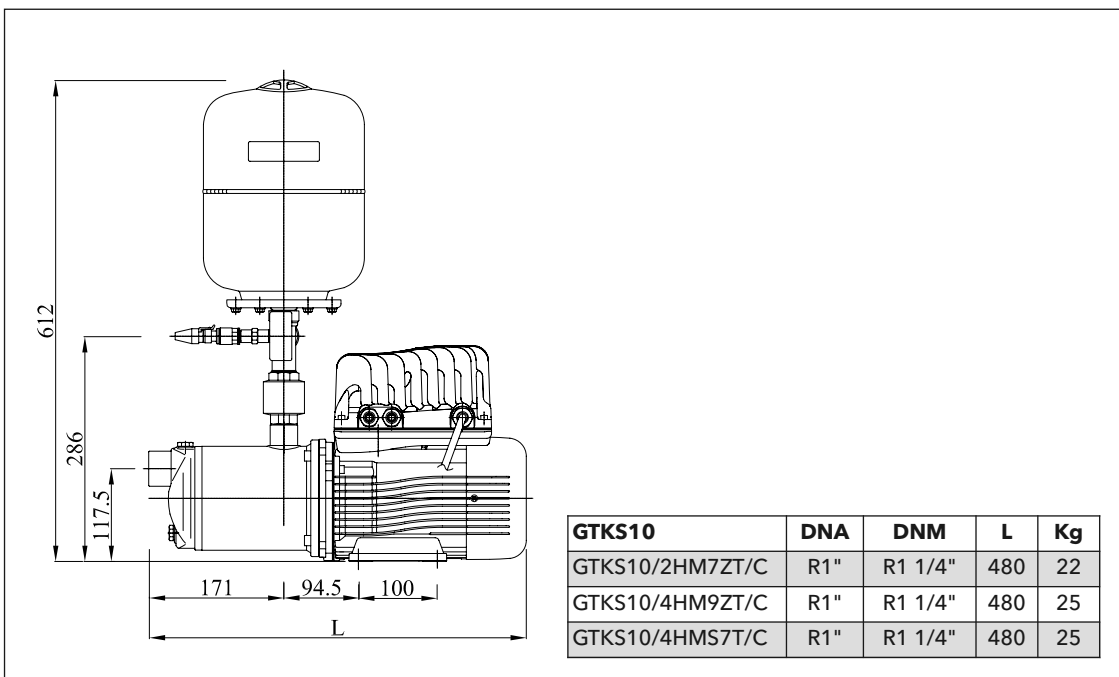 612
286
117.5
171
94.5
100
L
GTKS10 DNA DNM L Kg
GTKS10/2HM7ZT/C R1" R1 1/4" 480 22
GTKS10/4HM9ZT/C R1" R1 1/4" 480 25
GTKS10/4HMS7T/C R1" R1 1/4" 480 25